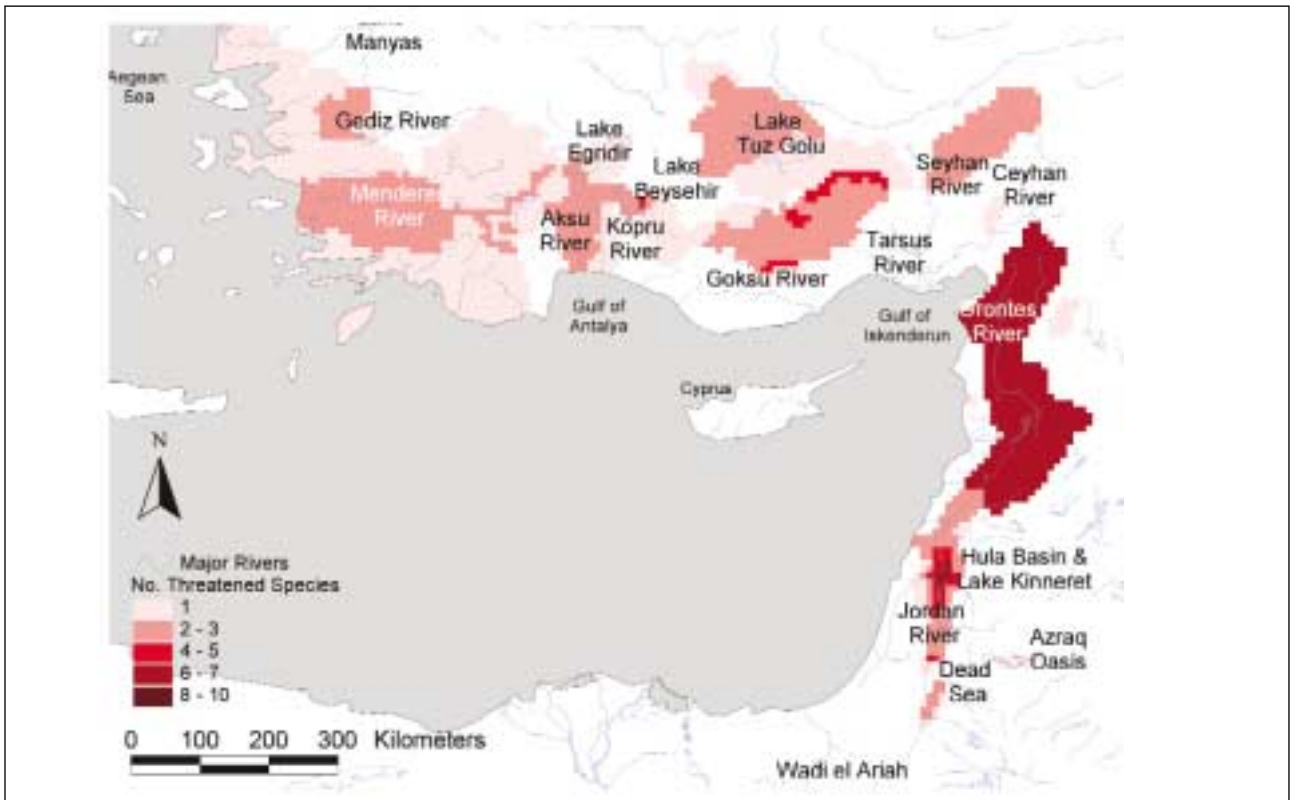 Manyas
Aegean
Sea
Gediz River
Lake
Egridir
Lake
Beysehir
Lake
Tuz Golu
Seyhan
River
Ceyhan
River
Mendere
River
Aksu
River
Kopru
River
Goksu River
Tarsus
River
Gulf of
Antalya
Gulf of
Iskenderun
Orontes
River
Cyprus
N
Major Rivers
No. Threatened Species
1
2 - 3
4 - 5
6 - 7
8 - 10
Hula Basin &
Lake Kinneret
Jordan
River
Azraq
Oasis
Dead
Sea
0 100 200 300 Kilometers
Wadi el Ariah